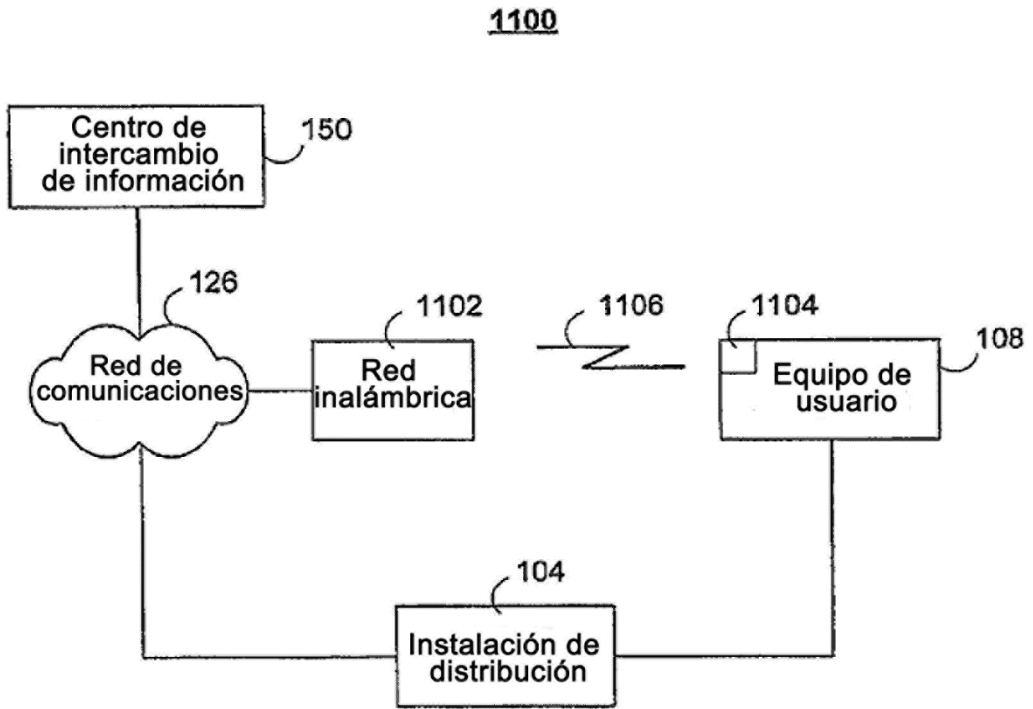 1100
Centro de
intercambio
de información
150
126
1102
1106
1104
108
Red de
comunicaciones
Red
inalámbrica
Equipo de
usuario
104
Instalación de
distribución